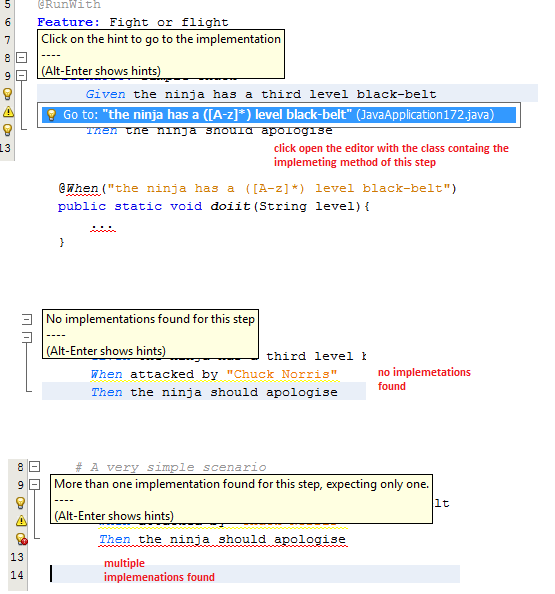 5 @RunWith
6 Feature: Fight or flight
7 Click on the hint to go to the implementation
----
8
(Alt-Enter shows hints)
9
Given the ninja has a third level black-belt
Go to: "the ninja has a ([A-z]*) level black-belt" (JavaApplication172.java)
Then the ninja should apologise
13
click open the editor with the class containg the
implemeting method of this step
@When("the ninja has a ([A-z]*) level black-belt")
public static void doiit(String level){
...
}
No implementations found for this step
----
(Alt-Enter shows hints)
the ninja has a third level b
When attacked by "Chuck Norris"
no implemetations
found
Then the ninja should apologise
8 # A very simple scenario
9 More than one implementation found for this step, expecting only one.
----
lt
(Alt-Enter shows hints)
Then the ninja should apologise
13
multiple
implemenations found
14